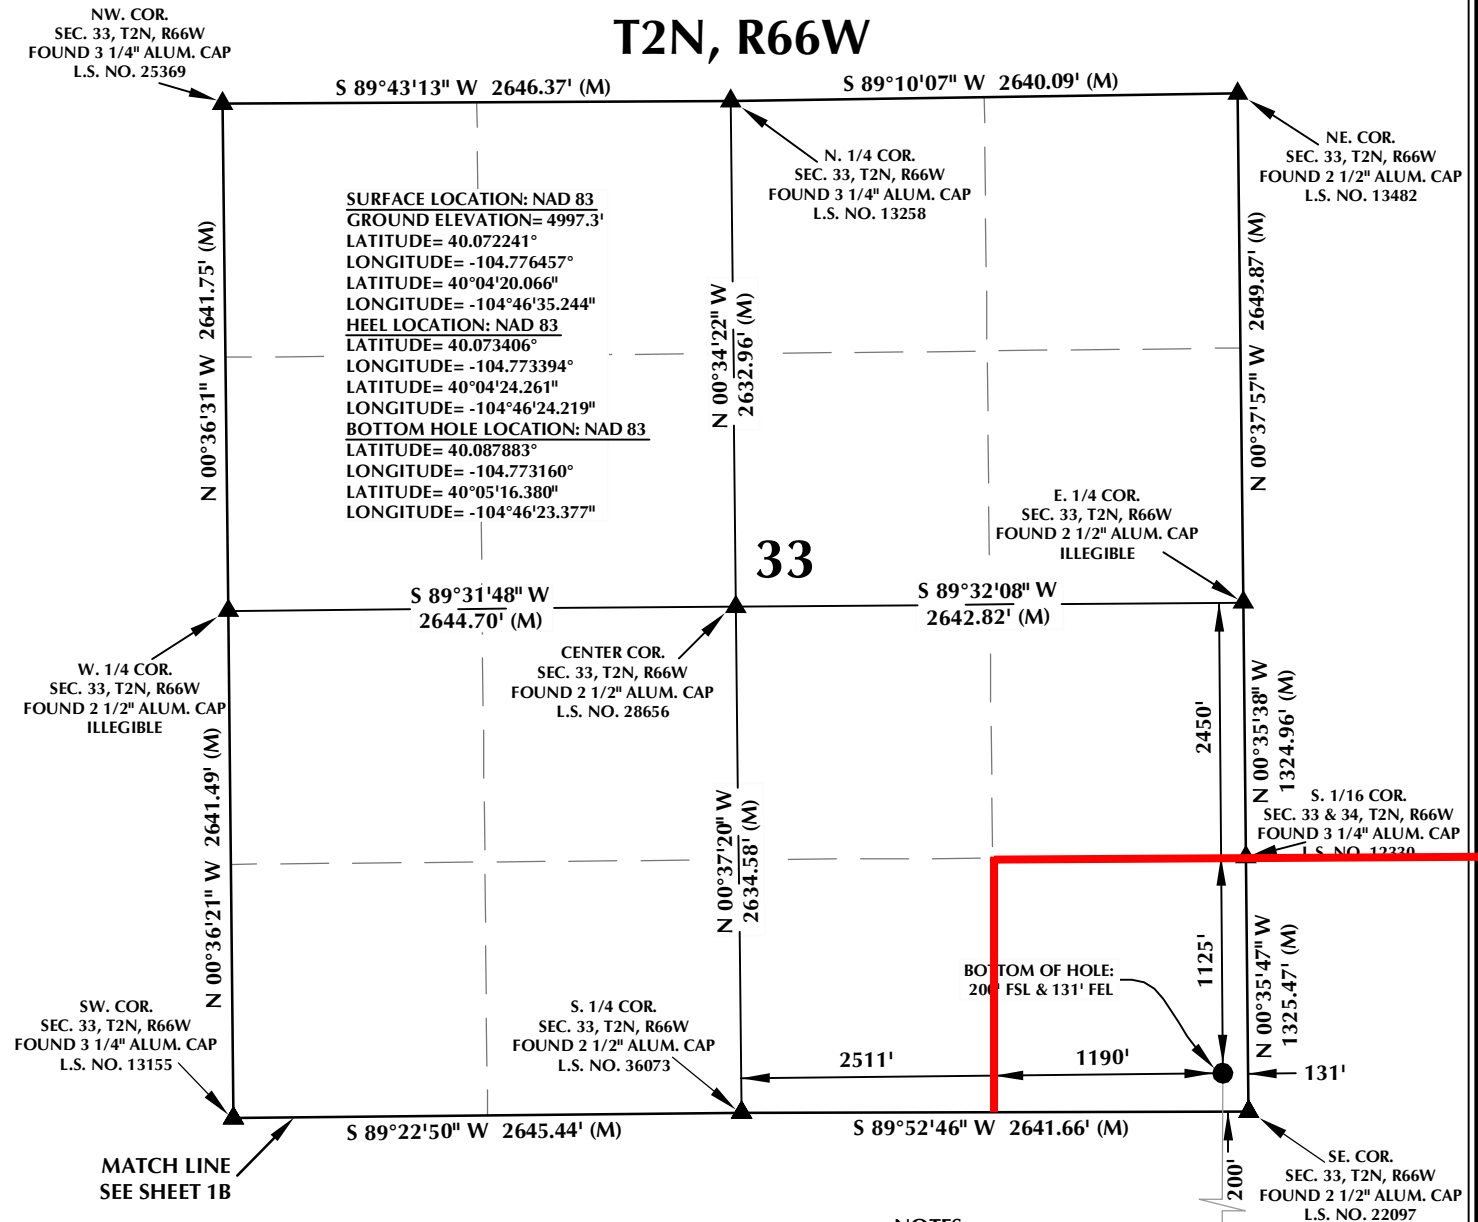 T2N, R66W
NW. COR.
SEC. 33, T2N, R66W
FOUND 3 1/4" ALUM. CAP
L.S. NO. 25369
S 89°43'13" W 2646.37' (M)
S 89°10'07" W 2640.09' (M)
N. 1/4 COR.
SEC. 33, T2N, R66W
FOUND 3 1/4" ALUM. CAP
L.S. NO. 13258
NE. COR.
SEC. 33, T2N, R66W
FOUND 2 1/2" ALUM. CAP
L.S. NO. 13482
SURFACE LOCATION: NAD 83
GROUND ELEVATION= 4997.3'
LATITUDE= 40.072241°
LONGITUDE= -104.776457°
LATITUDE= 40°04'20.066"
LONGITUDE= -104°46'35.244"
HEEL LOCATION: NAD 83
LATITUDE= 40.073406°
LONGITUDE= -104.773394°
LATITUDE= 40°04'24.261"
LONGITUDE= -104°46'24.219"
BOTTOM HOLE LOCATION: NAD 83
LATITUDE= 40.087883°
LONGITUDE= -104.773160°
LATITUDE= 40°05'16.380"
LONGITUDE= -104°46'23.377"
N 00°36'31" W 2641.75' (M)
N 00°34'22" W
2632.96' (M)
N 00°37'57" W 2649.87' (M)
E. 1/4 COR.
SEC. 33, T2N, R66W
FOUND 2 1/2" ALUM. CAP
ILLEGIBLE
33
S 89°31'48" W
2644.70' (M)
S 89°32'08" W
2642.82' (M)
W. 1/4 COR.
SEC. 33, T2N, R66W
FOUND 2 1/2" ALUM. CAP
ILLEGIBLE
CENTER COR.
SEC. 33, T2N, R66W
FOUND 2 1/2" ALUM. CAP
L.S. NO. 28656
2450'
N 00°35'38" W
1324.96' (M)
S. 1/16 COR.
SEC. 33 & 34, T2N, R66W
FOUND 3 1/4" ALUM. CAP
L.S. NO. 12330
N 00°36'21" W 2641.49' (M)
N 00°37'20" W
2634.58' (M)
1125'
N 00°35'47" W
1325.47' (M)
BOTTOM OF HOLE:
200' FSL & 131' FEL
SW. COR.
SEC. 33, T2N, R66W
FOUND 3 1/4" ALUM. CAP
L.S. NO. 13155
S. 1/4 COR.
SEC. 33, T2N, R66W
FOUND 2 1/2" ALUM. CAP
L.S. NO. 36073
2511'
1190'
131'
S 89°22'50" W 2645.44' (M)
S 89°52'46" W 2641.66' (M)
MATCH LINE
SEE SHEET 1B
200'
SE. COR.
SEC. 33, T2N, R66W
FOUND 2 1/2" ALUM. CAP
L.S. NO. 22097
NOTES